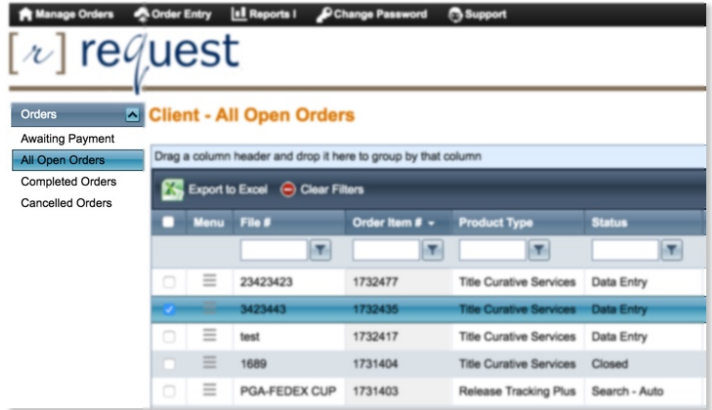 Manage Orders Order Entry Reports I Change Password Support
[r] request
Orders
Awaiting Payment
All Open Orders
Completed Orders
Cancelled Orders
Client - All Open Orders
Drag a column header and drop it here to group by that column
Export to Excel Clear Filters
Menu File # Order Item # Product Type Status
23423423 1732477 Title Curative Services Data Entry
3423443 1732435 Title Curative Services Data Entry
test 1732417 Title Curative Services Data Entry
1689 1731404 Title Curative Services Closed
PGA-FEDEX CUP 1731403 Release Tracking Plus Search - Auto